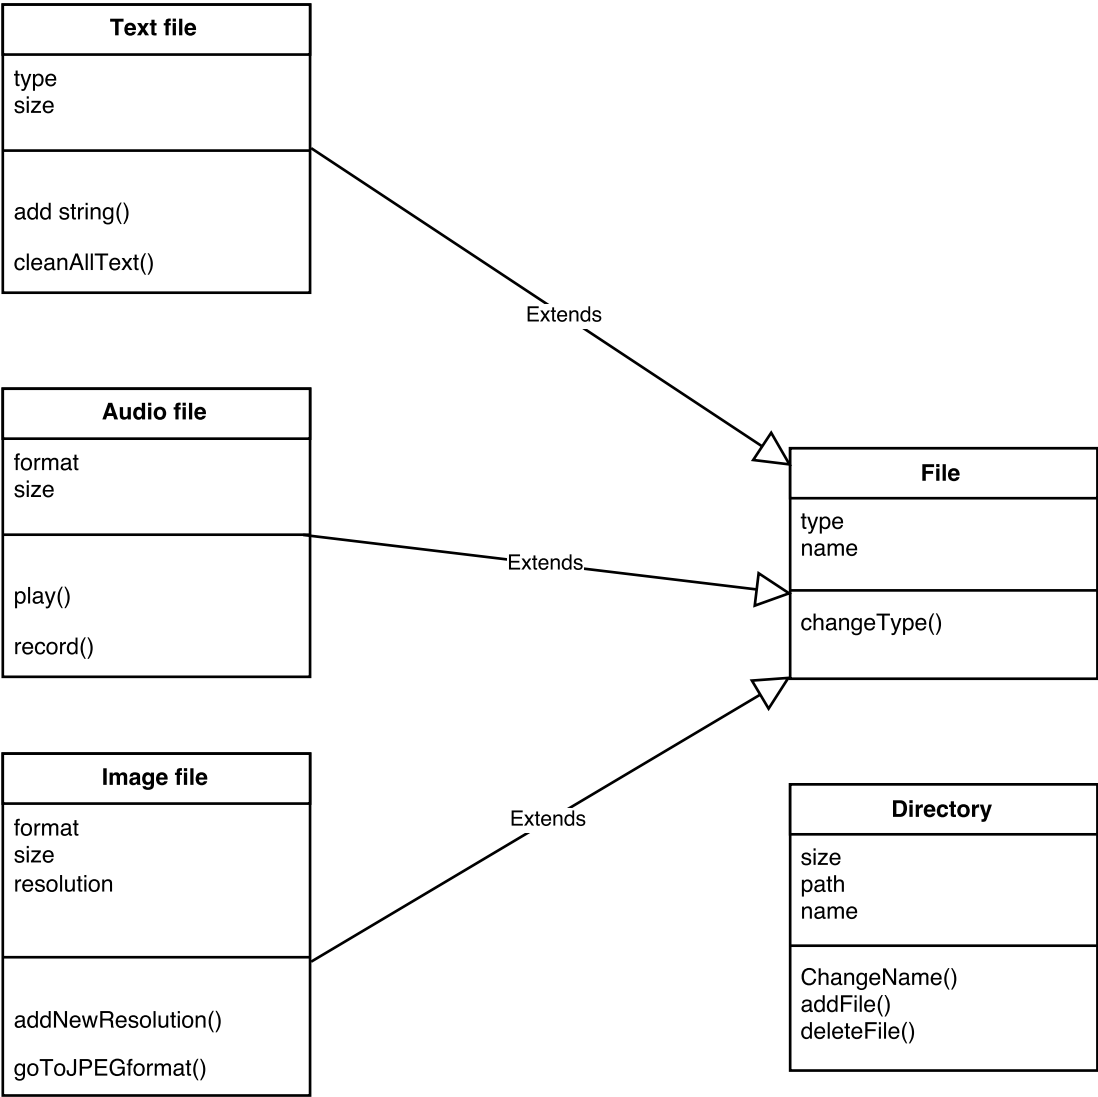 Text file
type
size
add string()
cleanAllText()
Extends
Audio file
format
size
play()
record()
Extends
File
type
name
changeType()
Image file
format
size
resolution
addNewResolution()
goToJPEGformat()
Extends
Directory
size
path
name
ChangeName()
addFile()
deleteFile()